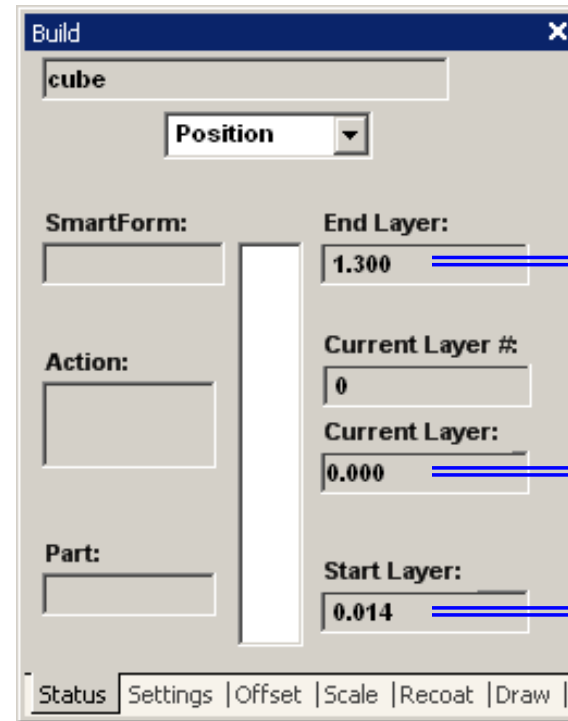 Build
cube
Position
SmartForm:
End Layer:
1.300
Action:
Current Layer #:
0
Current Layer:
0.000
Part:
Start Layer:
0.014
Status Settings Offset Scale Recoat Draw